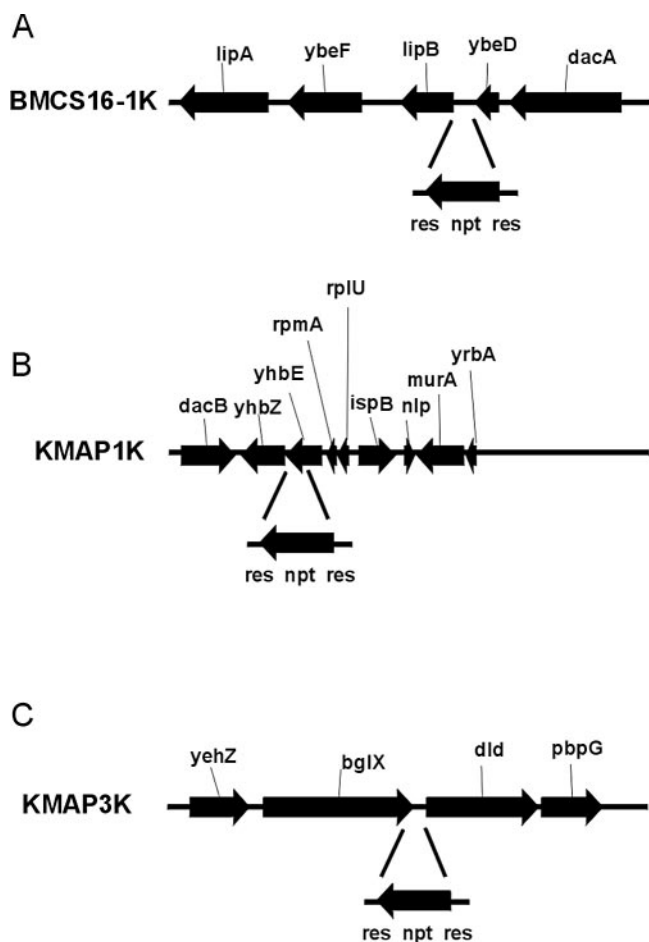 A
lipA ybeF lipB ybeD dacA
BMCS16-1K
res npt res
B
rplU
rpmA
yrbA
yhbE murA
dacB yhbZ ispB nlp
KMAP1K
res npt res
C
yehZ bglX dld pbpG
KMAP3K
res npt res